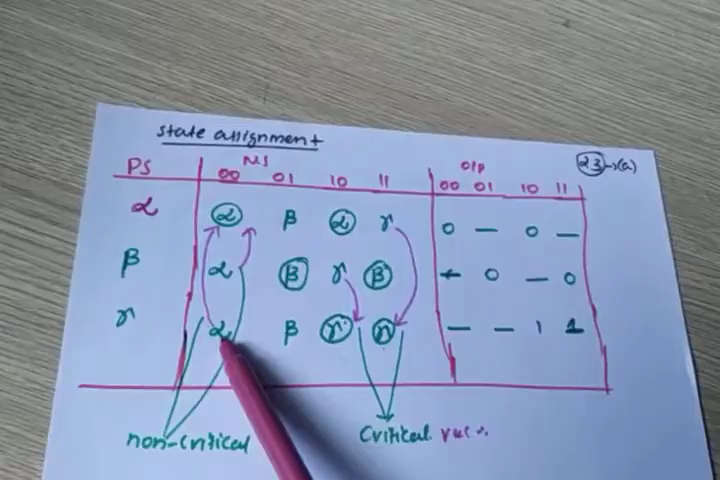 state assignment
23→(a)
PS NS O/P
00 01 10 11 00 01 10 11
α α β α r 0 — 0 —
β α β r β — 0 — 0
r α β r r — — 1 1
non-critical Critical